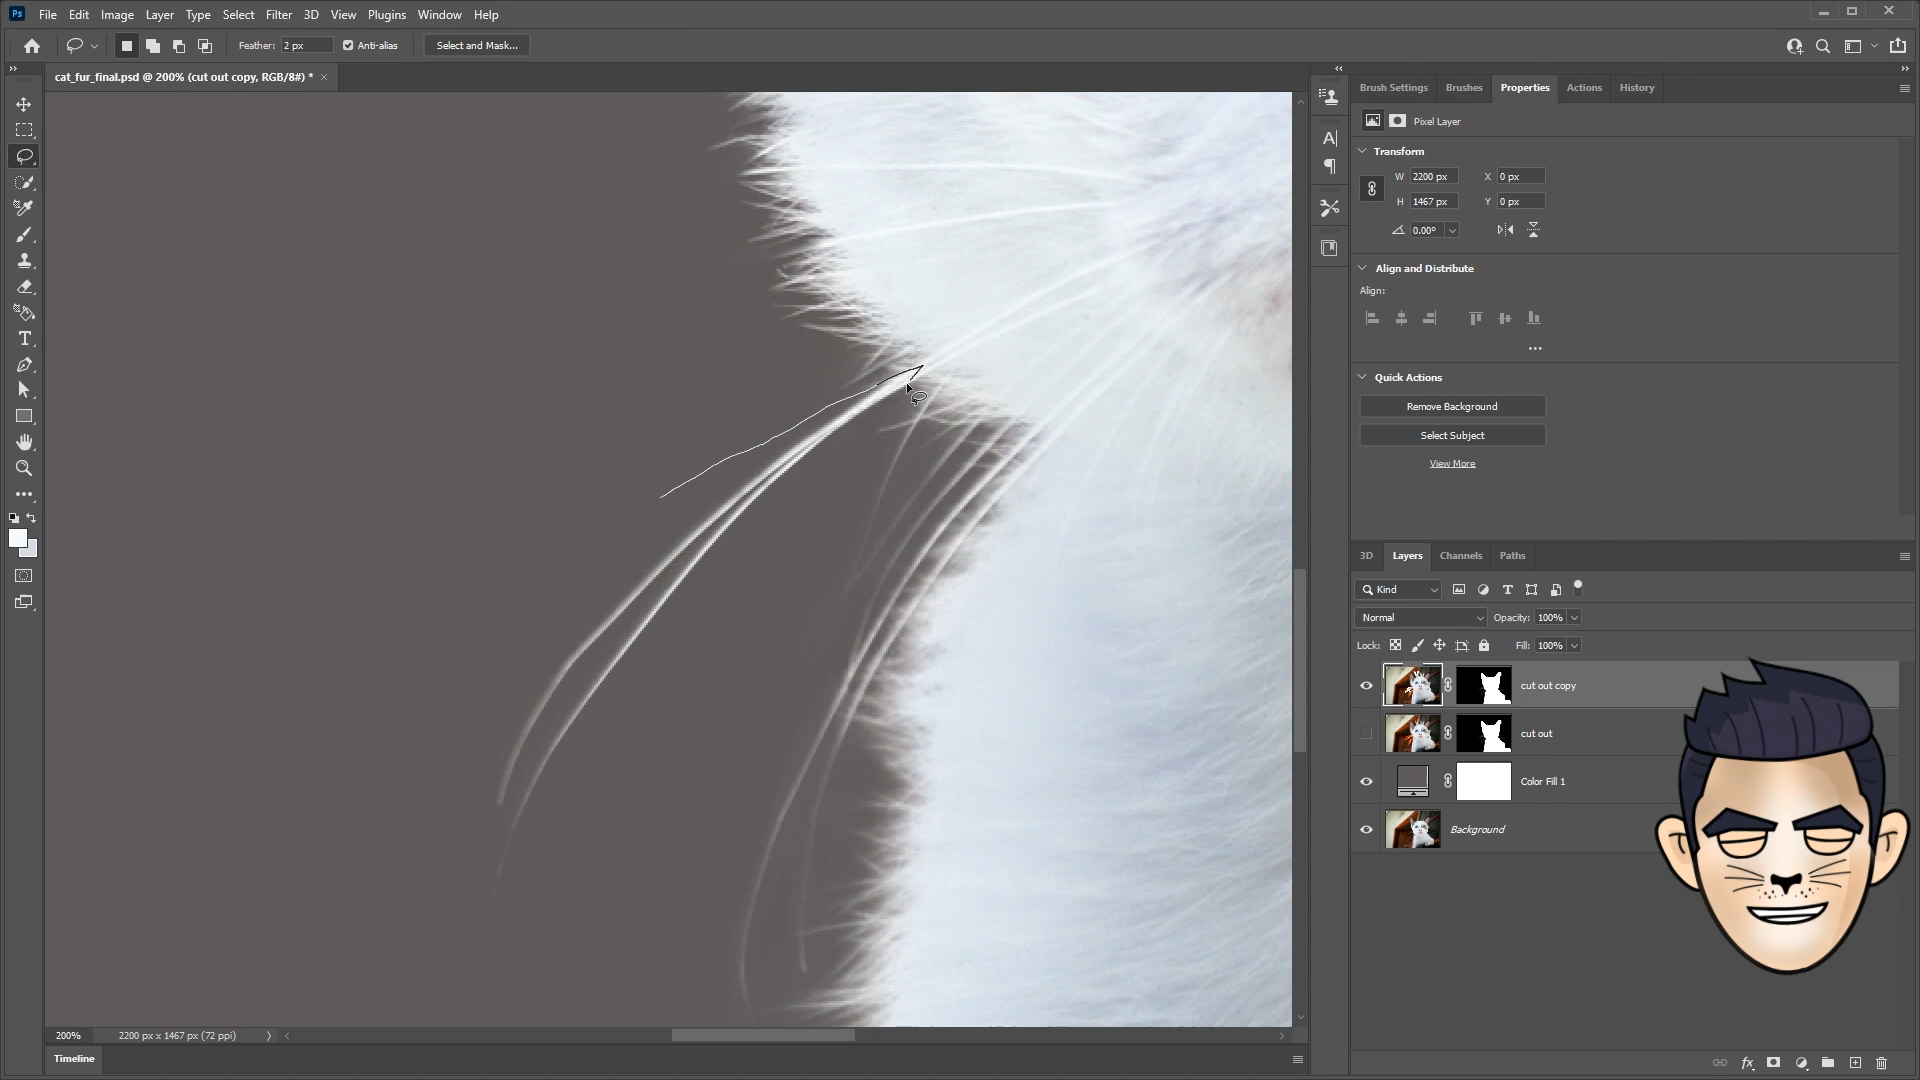 Ps File Edit Image Layer Type Select Filter 3D View Plugins Window Help
Feather: 2 px Anti-alias Select and Mask...
cat_fur_final.psd @ 200% (cut out copy, RGB/8#) * ×
Brush Settings Brushes Properties Actions History
Pixel Layer
Transform
W 2200 px X 0 px
H 1467 px Y 0 px
0.00°
Align and Distribute
Align:
Quick Actions
Remove Background
Select Subject
View More
3D Layers Channels Paths
Kind
Normal Opacity: 100%
Lock: Fill: 100%
cut out copy
cut out
Color Fill 1
Background
200% 2200 px x 1467 px (72 ppi)
Timeline